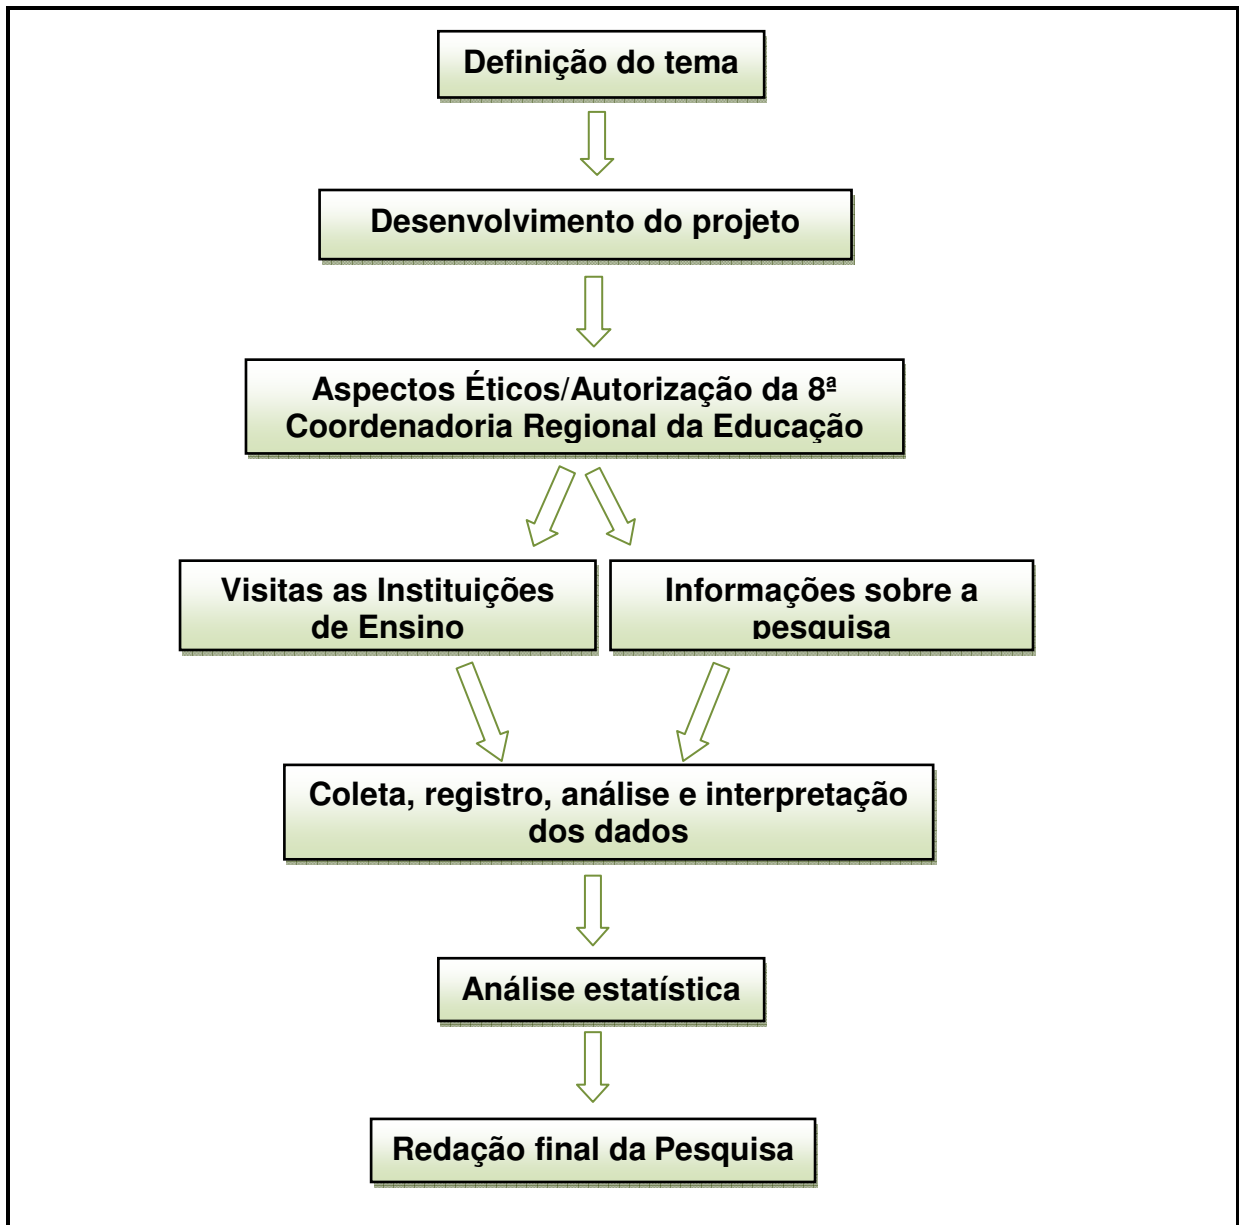 Definição do tema
Desenvolvimento do projeto
Aspectos Éticos/Autorização da 8ª
Coordenadoria Regional da Educação
Visitas as Instituições
de Ensino
Informações sobre a
pesquisa
Coleta, registro, análise e interpretação
dos dados
Análise estatística
Redação final da Pesquisa